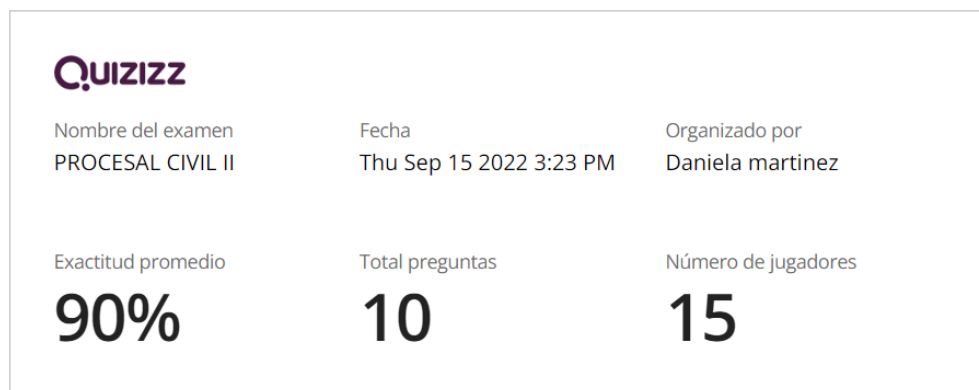 QUIZIZZ
Nombre del examen
PROCESAL CIVIL II
Fecha
Thu Sep 15 2022 3:23 PM
Organizado por
Daniela martinez
Exactitud promedio
90%
Total preguntas
10
Número de jugadores
15